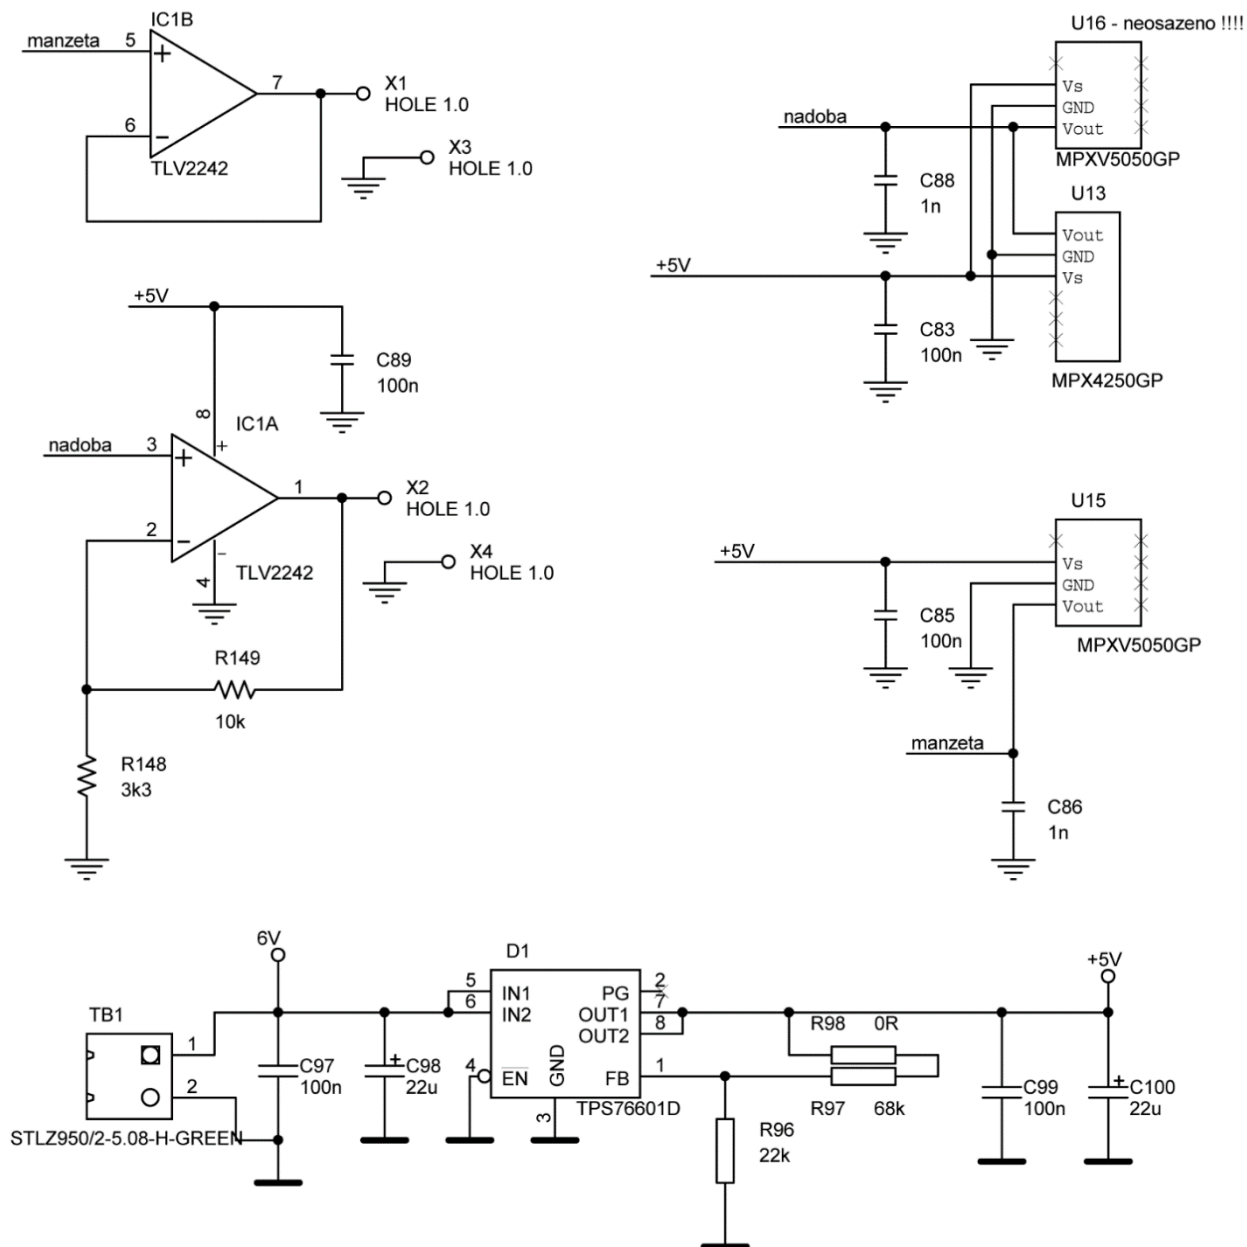 IC1B
manzeta
5
+
7
X1
HOLE 1.0
6
−
X3
HOLE 1.0
TLV2242
U16 - neosazeno !!!!
Vs
GND
nadoba
Vout
MPXV5050GP
C88
1n
U13
Vout
GND
+5V
Vs
C83
100n
MPX4250GP
+5V
C89
100n
8
IC1A
+
nadoba
3
+
1
X2
HOLE 1.0
2
−
−
X4
HOLE 1.0
4
TLV2242
R149
10k
R148
3k3
U15
+5V
Vs
GND
Vout
C85
100n
MPXV5050GP
manzeta
C86
1n
6V
D1
+5V
5
IN1
PG
2
6
IN2
OUT1
7
OUT2
8
TB1
1
2
C97
100n
+
C98
22u
4
EN
GND
FB
1
3
TPS76601D
R98 0R
R97 68k
C99
100n
+
C100
22u
STLZ950/2-5.08-H-GREEN
R96
22k